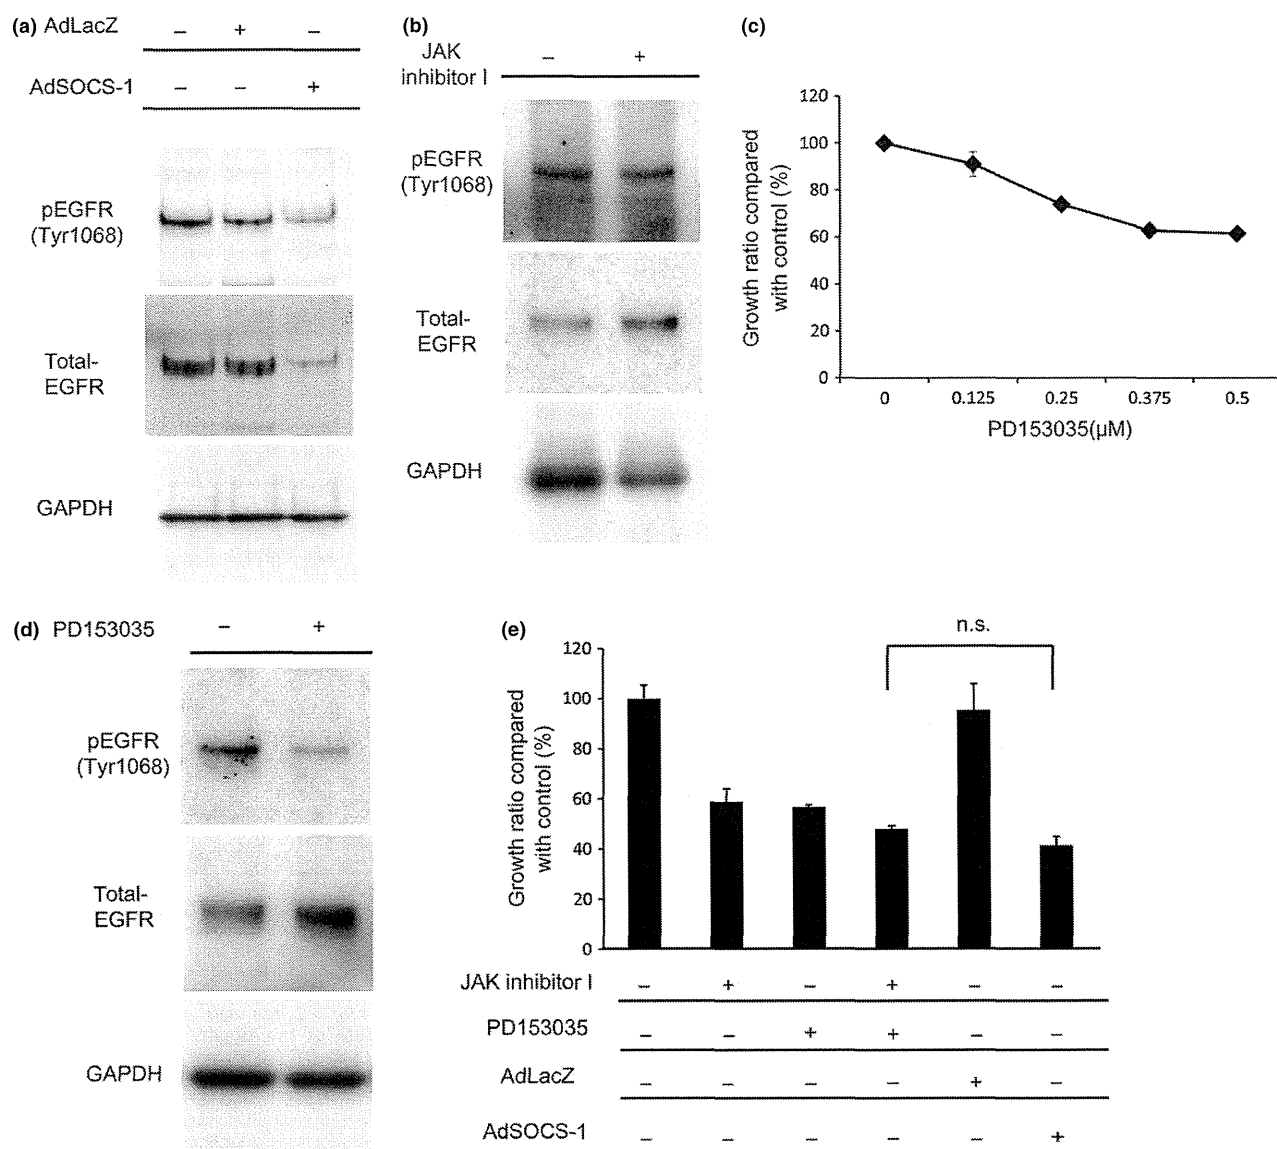 (a) AdLacZ – + –
AdSOCS-1 – – +
pEGFR
(Tyr1068)
Total-
EGFR
GAPDH
(b)
JAK
inhibitor I – +
pEGFR
(Tyr1068)
Total-
EGFR
GAPDH
(c)
Growth ratio compared
with control (%)
120
100
80
60
40
20
0
0 0.125 0.25 0.375 0.5
PD153035(µM)
(d) PD153035 – +
pEGFR
(Tyr1068)
Total-
EGFR
GAPDH
(e)
n.s.
Growth ratio compared
with control (%)
120
100
80
60
40
20
0
JAK inhibitor I – + – + – –
PD153035 – – + + – –
AdLacZ – – – – + –
AdSOCS-1 – – – – – +